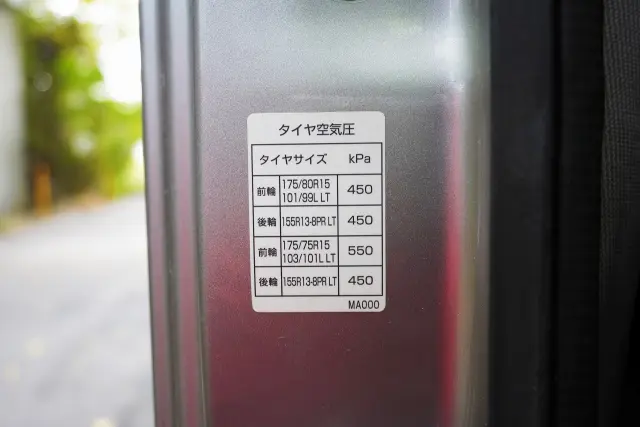 タイヤ空気圧
タイヤサイズ kPa
前輪 175/80R15 101/99L LT 450
後輪 155R13-8PR LT 450
前輪 175/75R15 103/101L LT 550
後輪 155R13-8PR LT 450
MA000